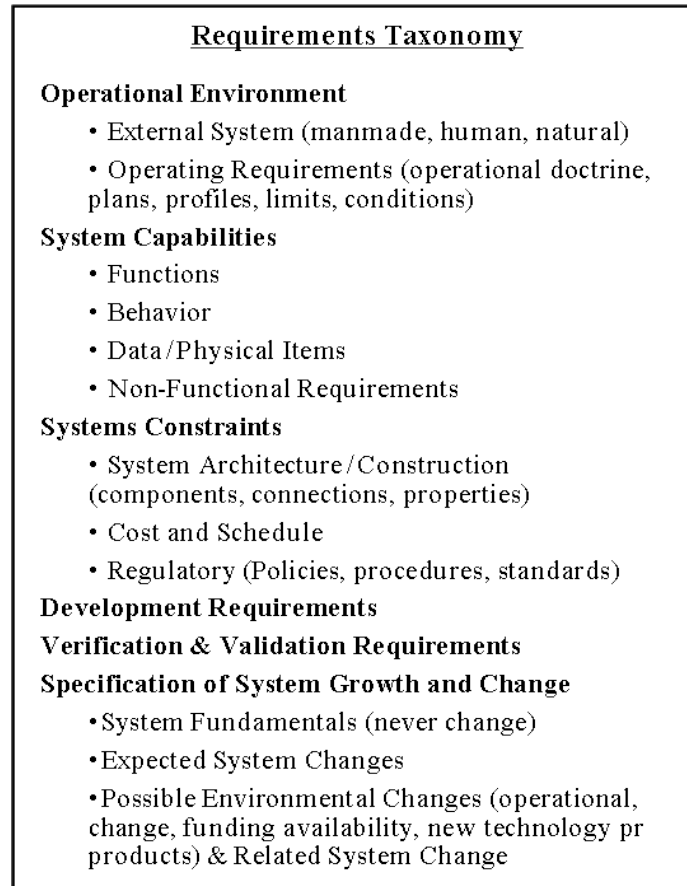 Requirements Taxonomy
Operational Environment
• External System (manmade, human, natural)
• Operating Requirements (operational doctrine,
plans, profiles, limits, conditions)
System Capabilities
• Functions
• Behavior
• Data/Physical Items
• Non-Functional Requirements
Systems Constraints
• System Architecture/Construction
(components, connections, properties)
• Cost and Schedule
• Regulatory (Policies, procedures, standards)
Development Requirements
Verification & Validation Requirements
Specification of System Growth and Change
•System Fundamentals (never change)
•Expected System Changes
•Possible Environmental Changes (operational,
change, funding availability, new technology pr
products) & Related System Change